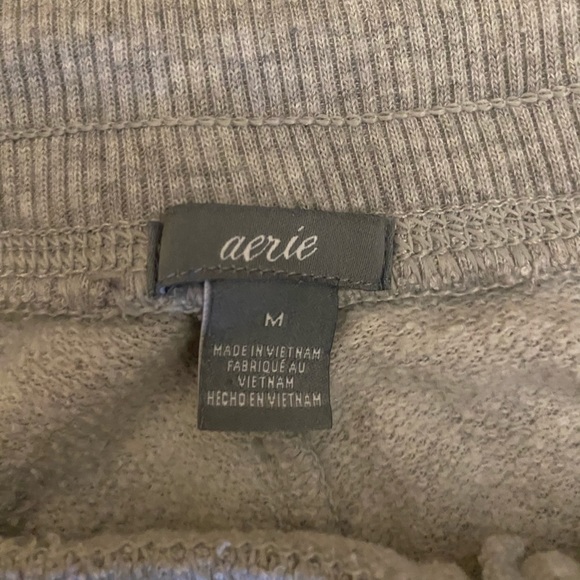 aerie
M
MADE IN VIETNAM
FABRIQUÉ AU
VIETNAM
HECHO EN VIETNAM